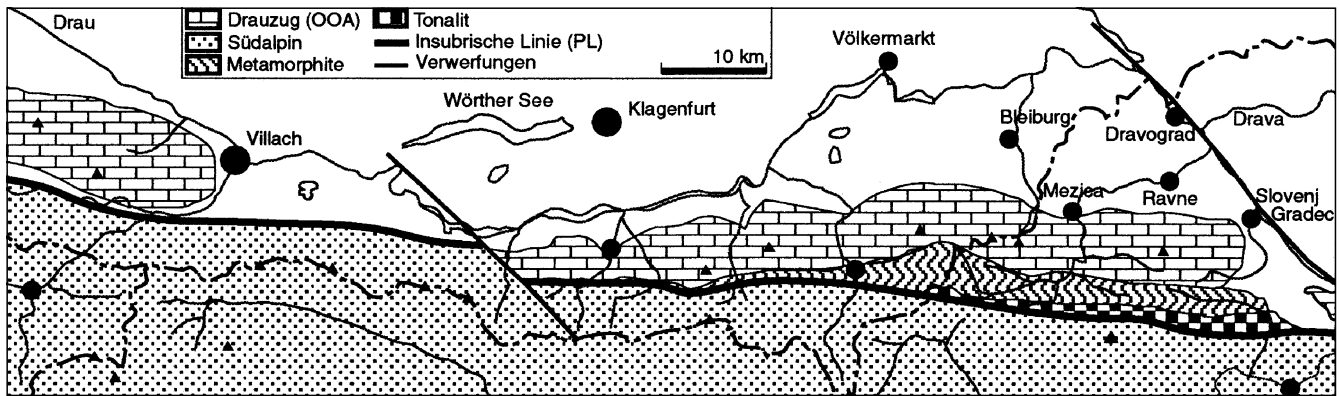 Drau
Drauzug (OOA)
Tonalit
Südalpin
Insubrische Linie (PL)
Metamorphite
Verwerfungen
10 km
Völkermarkt
Wörther See
Klagenfurt
Villach
Bleiburg
Dravograd
Drava
Mezica
Ravne
Slovenj
Gradec